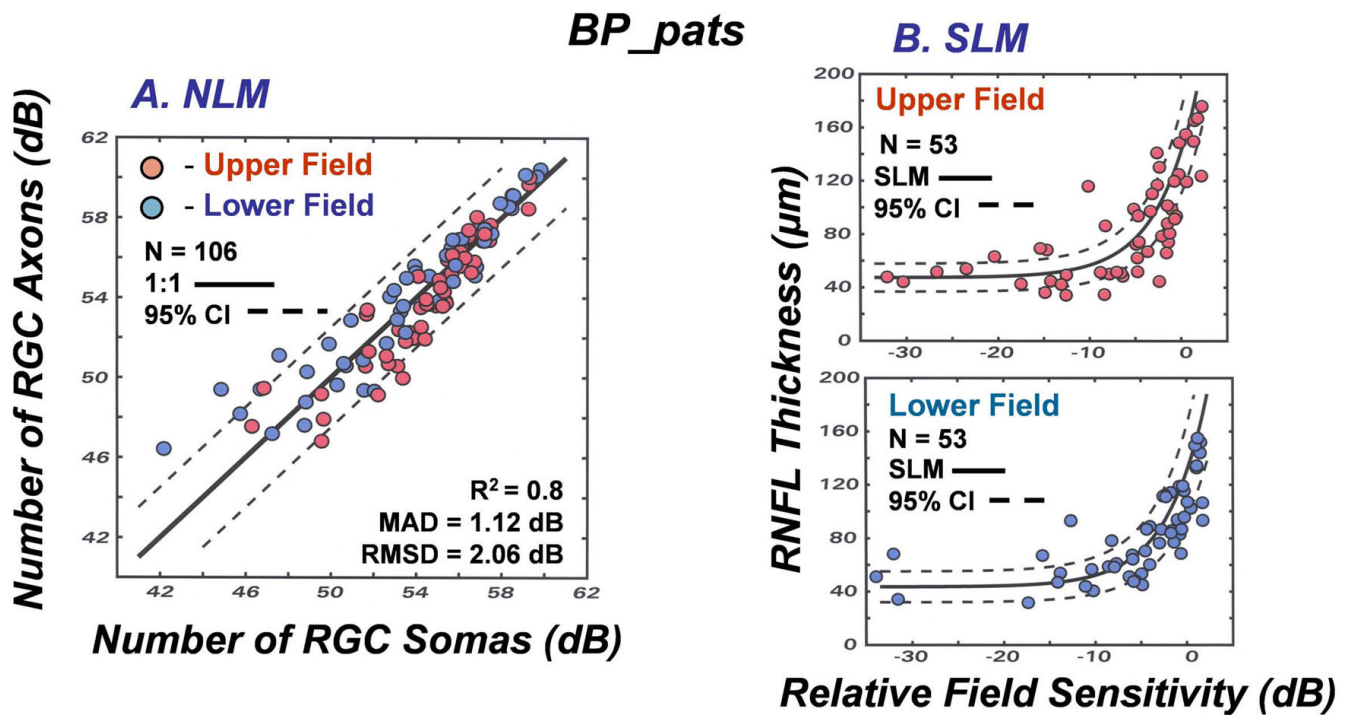 BP_pats
A. NLM
Number of RGC Axons (dB)
62
58
54
50
46
42
- Upper Field
- Lower Field
N = 106
1:1
95% CI
R² = 0.8
MAD = 1.12 dB
RMSD = 2.06 dB
42 46 50 54 58 62
Number of RGC Somas (dB)
B. SLM
RNFL Thickness (µm)
200
160
120
80
40
0
Upper Field
N = 53
SLM
95% CI
-30 -20 -10 0
200
160
120
80
40
0
Lower Field
N = 53
SLM
95% CI
-30 -20 -10 0
Relative Field Sensitivity (dB)